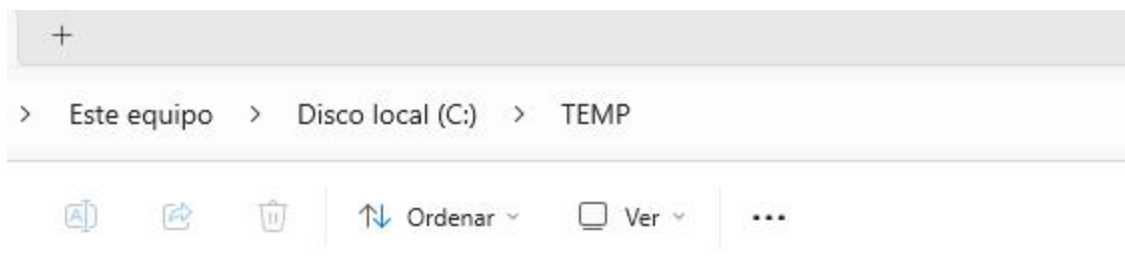 Este equipo > Disco local (C:) > TEMP
Ordenar Ver ...